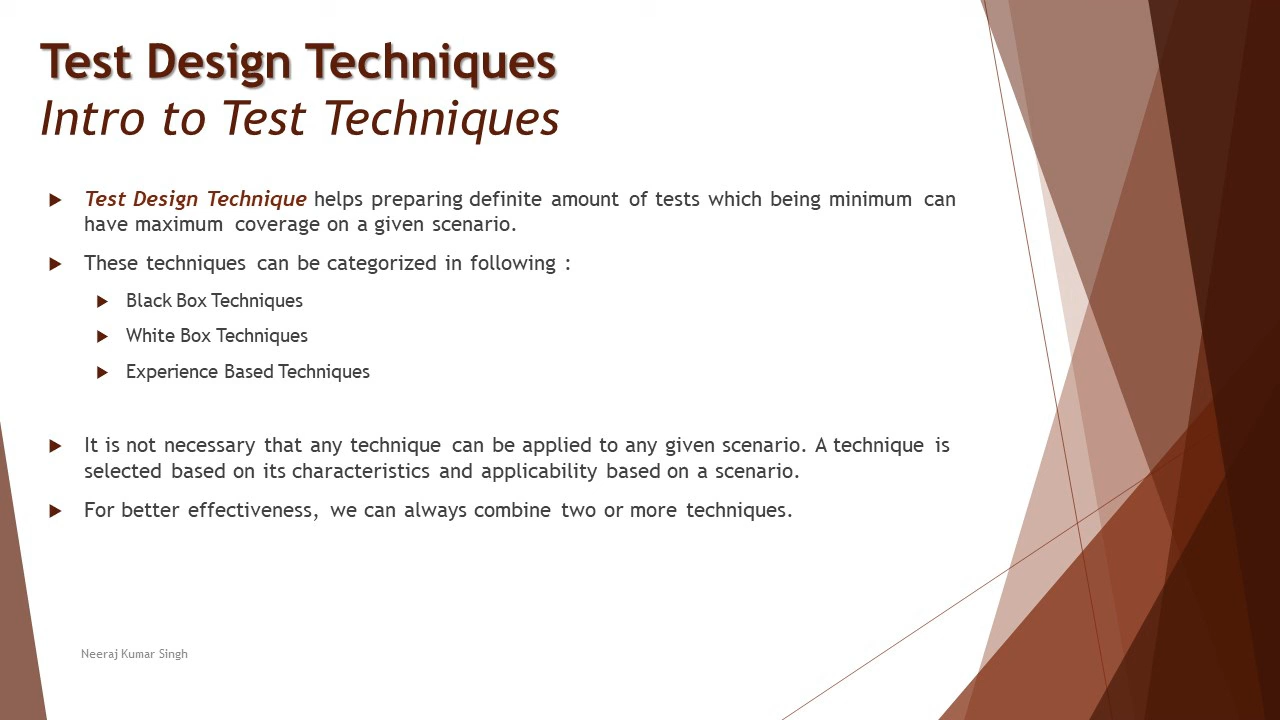 Test Design Techniques
Intro to Test Techniques
Test Design Technique helps preparing definite amount of tests which being minimum can
have maximum coverage on a given scenario.
These techniques can be categorized in following :
Black Box Techniques
White Box Techniques
Experience Based Techniques
It is not necessary that any technique can be applied to any given scenario. A technique is
selected based on its characteristics and applicability based on a scenario.
For better effectiveness, we can always combine two or more techniques.
Neeraj Kumar Singh